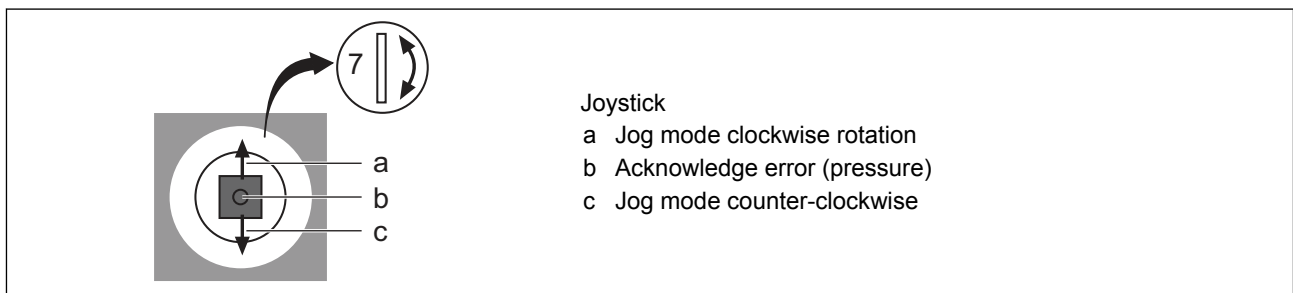 7
Joystick
a Jog mode clockwise rotation
a
b Acknowledge error (pressure)
b
c Jog mode counter-clockwise
c